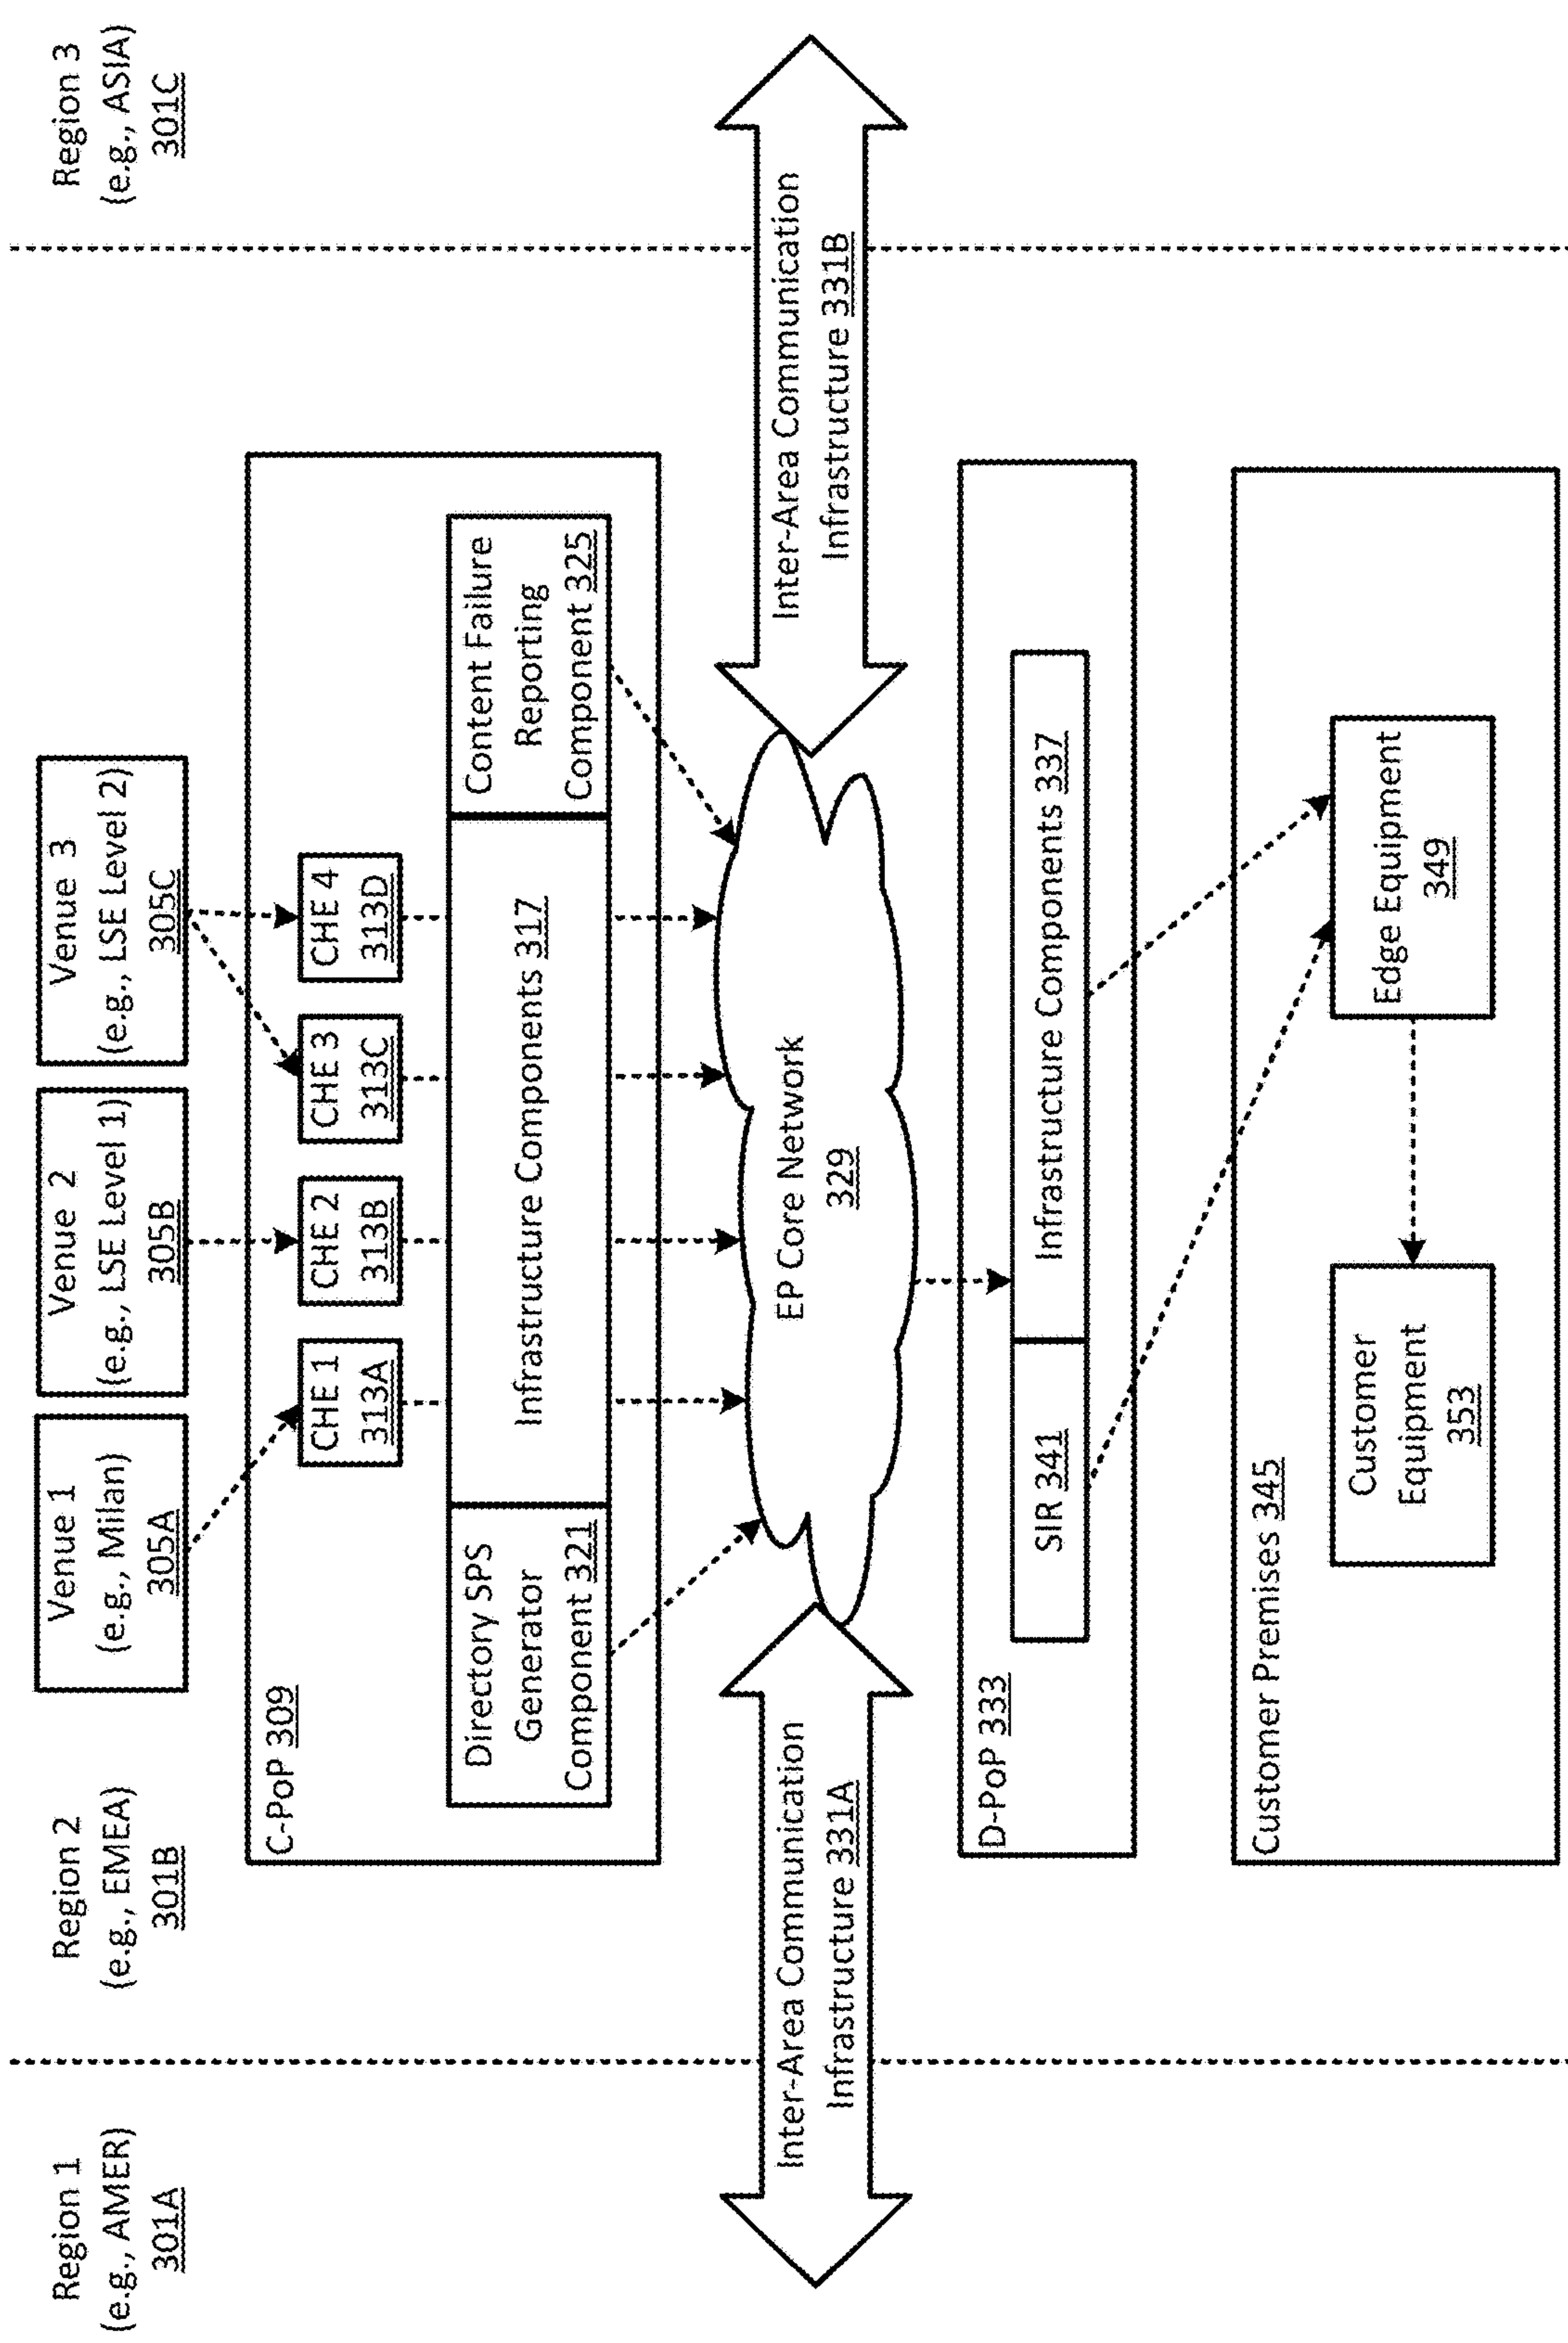 Region 1
(e.g., AMER)
301A
Region 2
(e.g., EMEA)
301B
Region 3
(e.g., ASIA)
301C
Venue 1
(e.g., Milan)
305A
Venue 2
(e.g., LSE Level 1)
305B
Venue 3
(e.g., LSE Level 2)
305C
C-PoP 309
CHE 1
313A
CHE 2
313B
CHE 3
313C
CHE 4
313D
Directory SPS
Generator
Component 321
Infrastructure Components 317
Content Failure
Reporting
Component 325
Inter-Area Communication
Infrastructure 331A
EP Core Network
329
Inter-Area Communication
Infrastructure 331B
D-PoP 333
SIR 341
Infrastructure Components 337
Customer Premises 345
Customer
Equipment
353
Edge Equipment
349